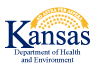 Kansas
Department of Health
and Environment